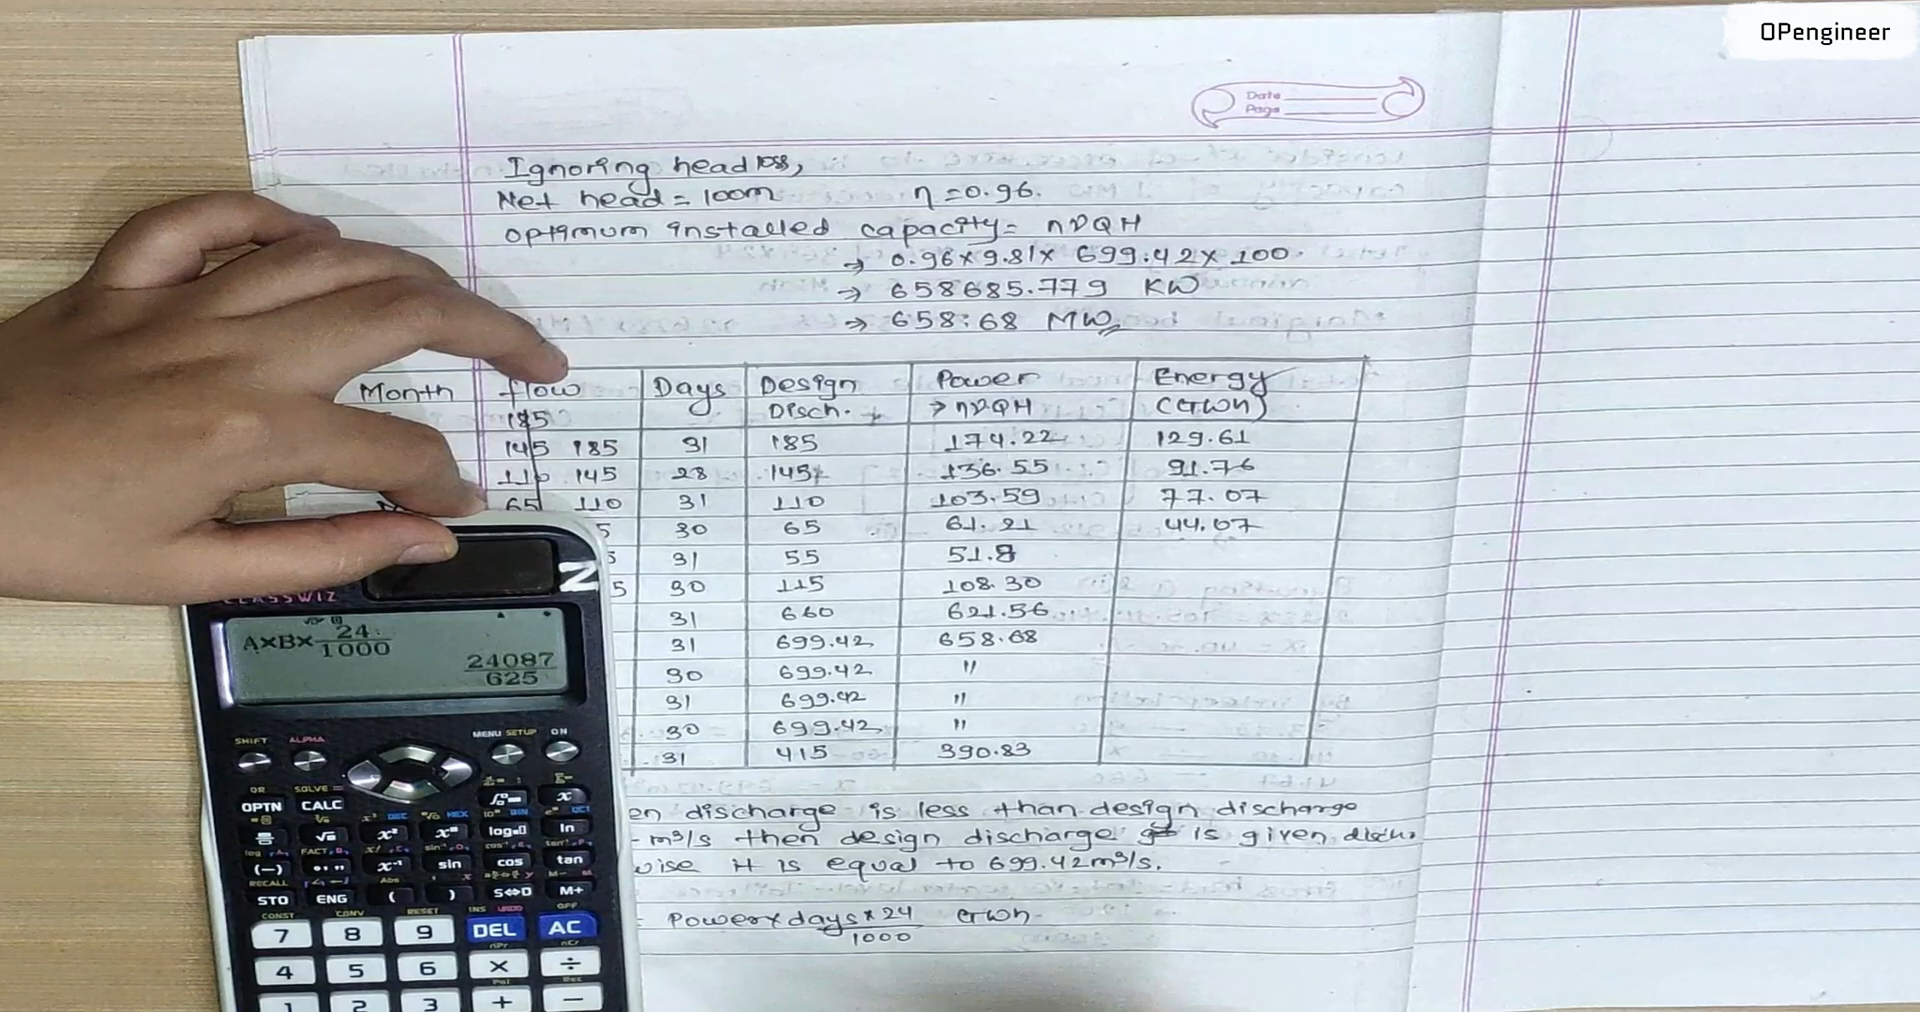 OPengineer
Date
Page
Ignoring head loss,
Net head = 100m η = 0.96.
Optimum installed capacity = ηγQH
→ 0.96 × 9.81 × 699.42 × 100
→ 658685.779 KW
→ 658.68 MW
Month flow Days Design Disch. Power → ηγQH Energy (GWh)
185
145 185 31 185 174.22 129.61
110 145 28 145 136.55 91.76
65 110 31 110 103.59 77.07
5 30 65 61.21 44.07
5 31 55 51.8
5 30 115 108.30
31 660 621.56
31 699.42 658.68
30 699.42 "
31 699.42 "
30 699.42 "
31 415 390.83
en discharge is less than design discharge
m³/s then design discharge is given disch.
wise it is equal to 699.42 m³/s.
= Power × days × 24 / 1000 GWh
CLASSWIZ
A×B×24/1000
24087/625
SHIFT ALPHA MENU SETUP ON
OPTN CALC x
√ x² log ln
(−) x⁻¹ sin cos tan
STO ENG ( ) S⇔D M+
7 8 9 DEL AC
4 5 6 × ÷
1 2 3 + −